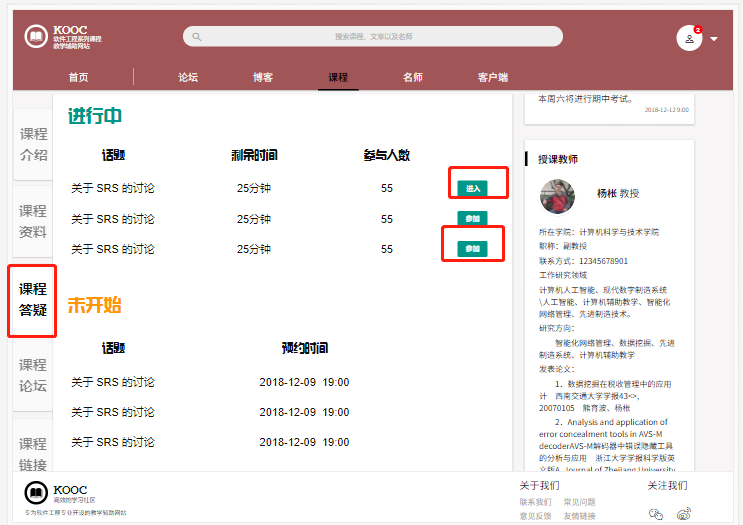 KOOC
软件工程系列课程
教学辅助网站
搜索课程、文章以及名师
2
首页
论坛
博客
课程
名师
客户端
课程
介绍
课程
资料
课程
答疑
课程
论坛
课程
链接
进行中
话题 剩余时间 参与人数
关于 SRS 的讨论 25分钟 55 进入
关于 SRS 的讨论 25分钟 55 参加
关于 SRS 的讨论 25分钟 55 参加
未开始
话题 预约时间
关于 SRS 的讨论 2018-12-09 19:00
关于 SRS 的讨论 2018-12-09 19:00
关于 SRS 的讨论 2018-12-09 19:00
本周六将进行期中考试。
2018-12-12 9:00
授课教师
杨枨 教授
所在学院：计算机科学与技术学院
职称：副教授
联系方式：12345678901
工作研究领域
计算机人工智能、现代数字制造系统
\人工智能、计算机辅助教学、智能化
网络管理、先进制造技术。
研究方向：
智能化网络管理、数据挖掘、先进
制造系统、计算机辅助教学
发表论文：
1．数据挖掘在税收管理中的应用
计 西南交通大学学报43<>,
20070105 熊育波、杨枨
2．Analysis and application of
error concealment tools in AVS-M
decoderAVS-M解码器中错误隐藏工具
的分析与应用 浙江大学学报科学版英
文版A Journal of Zhejiang University
KOOC
高效的学习社区
专为软件工程专业开设的教学辅助网站
关于我们
联系我们 常见问题
意见反馈 友情链接
关注我们